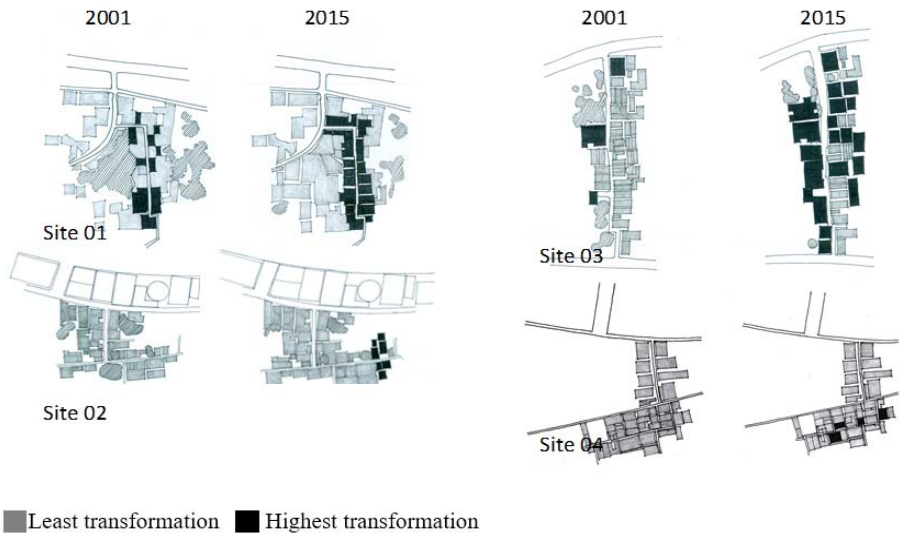 2001
2015
2001
2015
Site 01
Site 03
Site 02
Site 04
Least transformation
Highest transformation